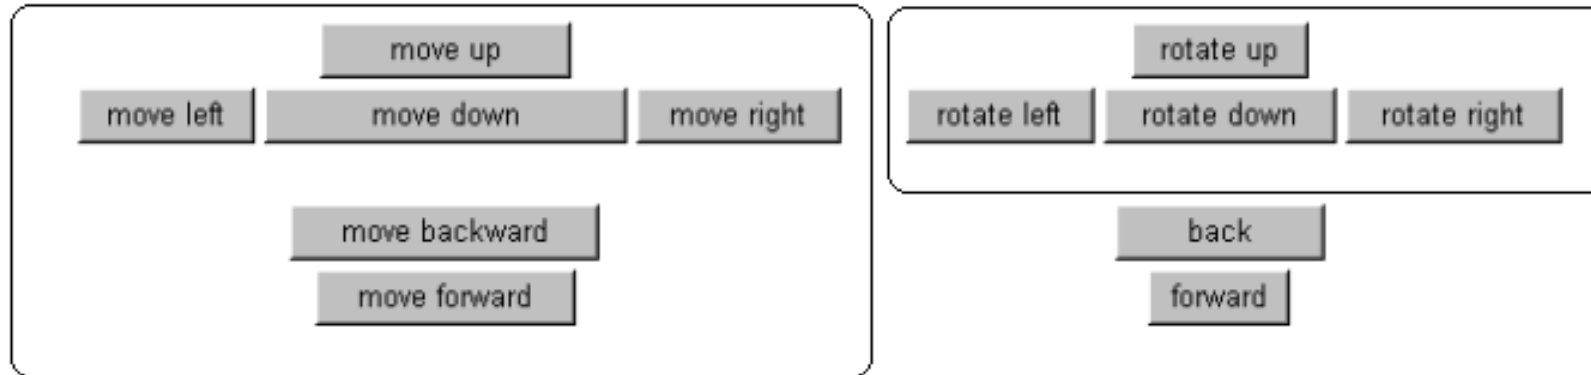 move up
move left move down move right
move backward
move forward
rotate up
rotate left rotate down rotate right
back
forward